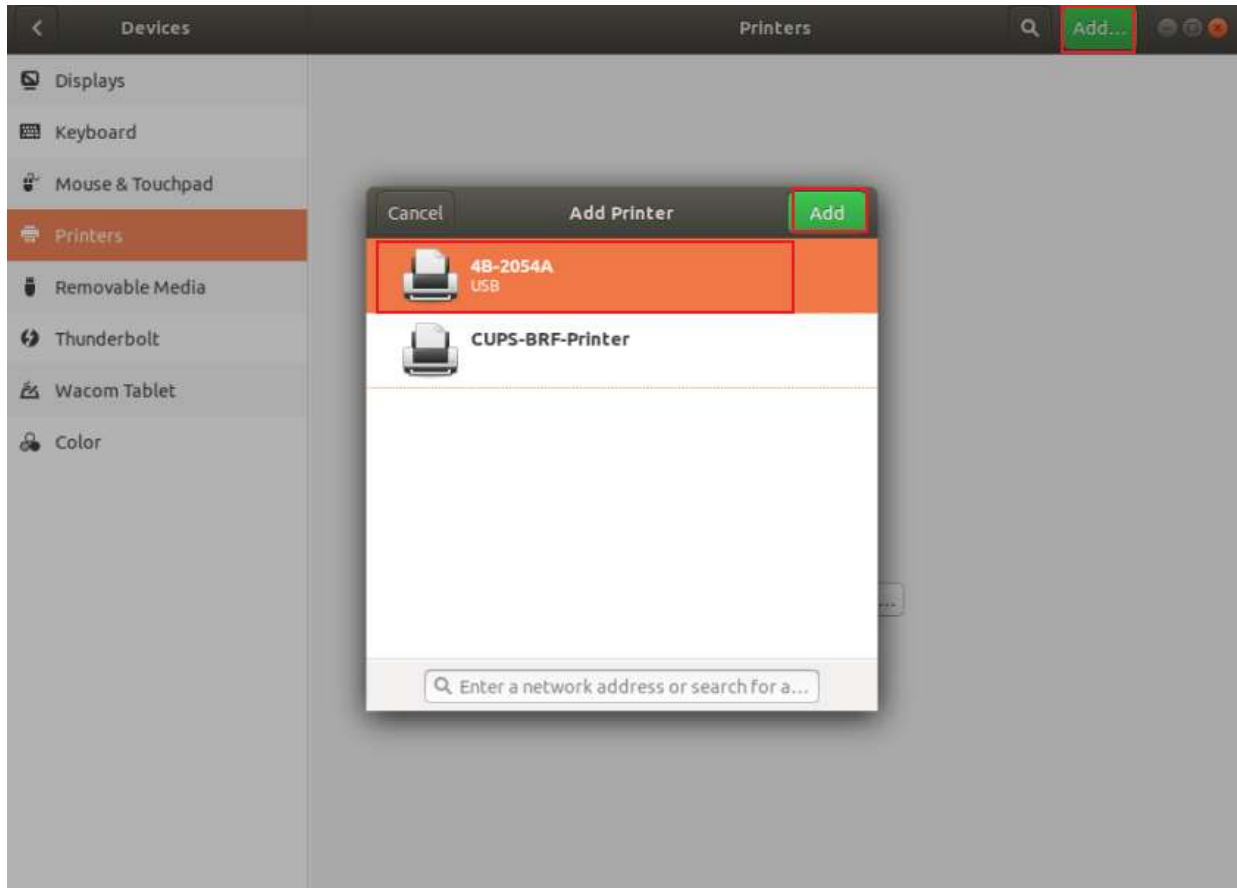 Devices
Printers
Add...
Displays
Keyboard
Mouse & Touchpad
Printers
Removable Media
Thunderbolt
Wacom Tablet
Color
Cancel
Add Printer
Add
4B-2054A
USB
CUPS-BRF-Printer
...
Enter a network address or search for a...